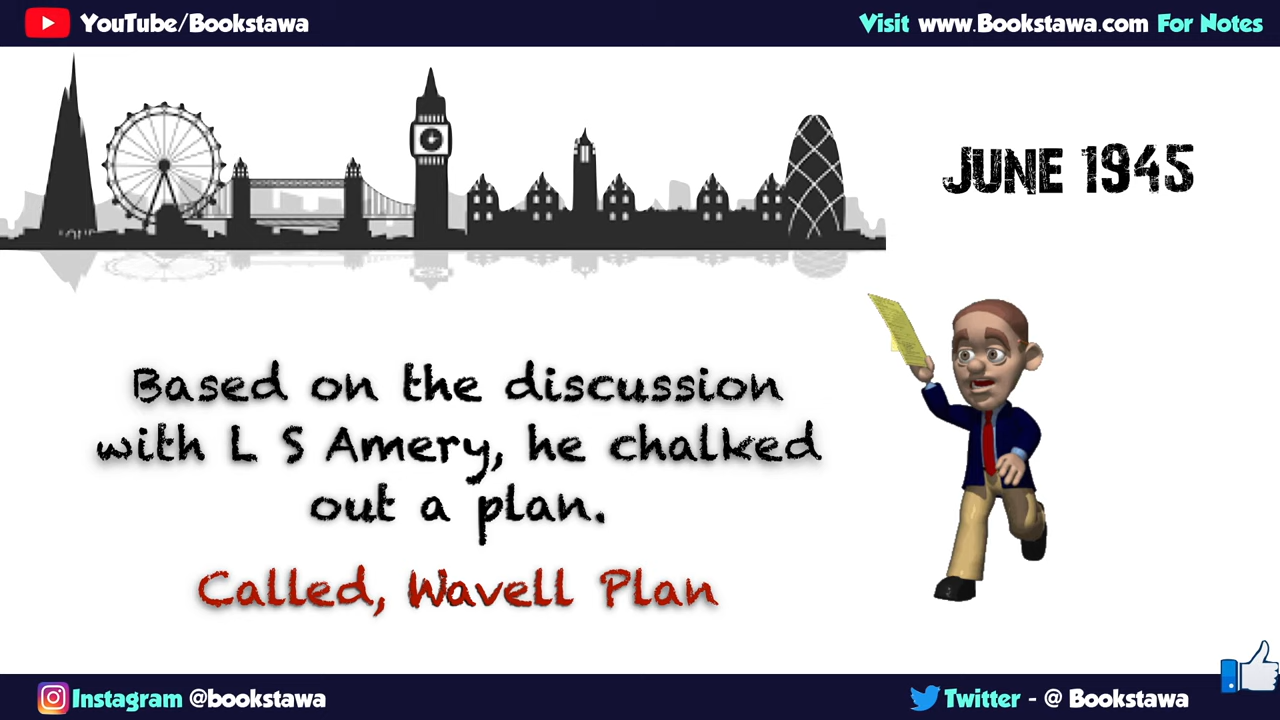 YouTube/Bookstawa
Visit www.Bookstawa.com For Notes
JUNE 1945
Based on the discussion
with L S Amery, he chalked
out a plan.
Called, Wavell Plan
Instagram @bookstawa
Twitter - @ Bookstawa